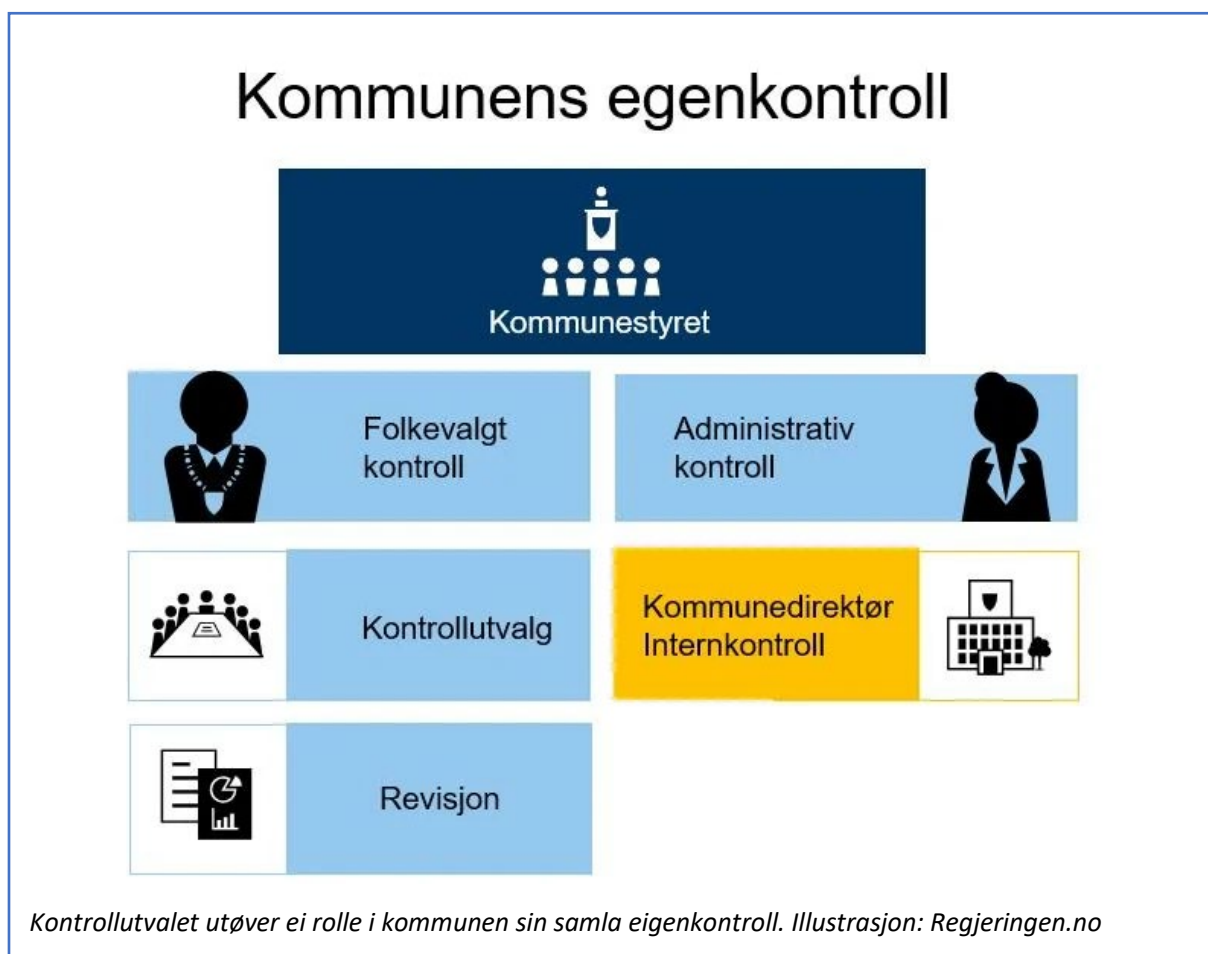 Kommunens egenkontroll
Kommunestyret
Folkevalgt
kontroll
Administrativ
kontroll
Kontrollutvalg
Kommunedirektør
Internkontroll
Revisjon
Kontrollutvalet utøver ei rolle i kommunen sin samla eigenkontroll. Illustrasjon: Regjeringen.no